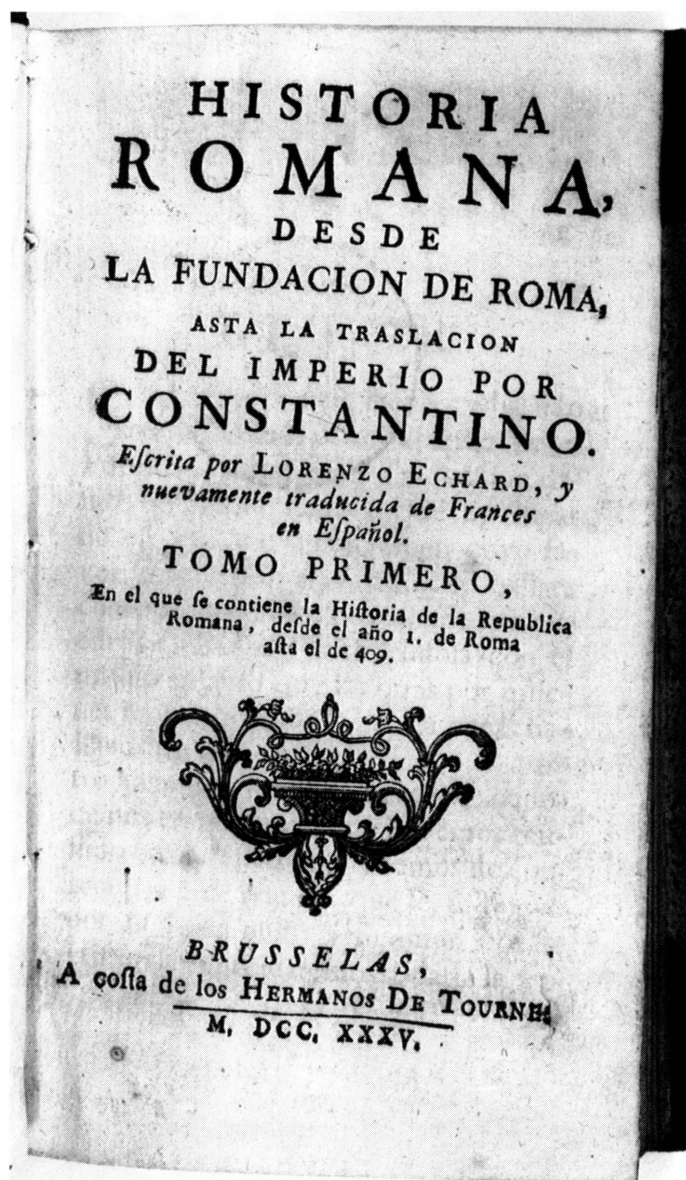 HISTORIA
ROMANA,
DESDE
LA FUNDACION DE ROMA,
ASTA LA TRASLACION
DEL IMPERIO POR
CONSTANTINO.
Eſcrita por LORENZO ECHARD, y
nuevamente traducida de Frances
en Eſpañol.
TOMO PRIMERO,
En el que ſe contiene la Hiſtoria de la Republica
Romana, deſde el año 1. de Roma
aſta el de 409.
BRUSSELAS,
A coſta de los HERMANOS DE TOURNE.
M, DCC, XXXV.